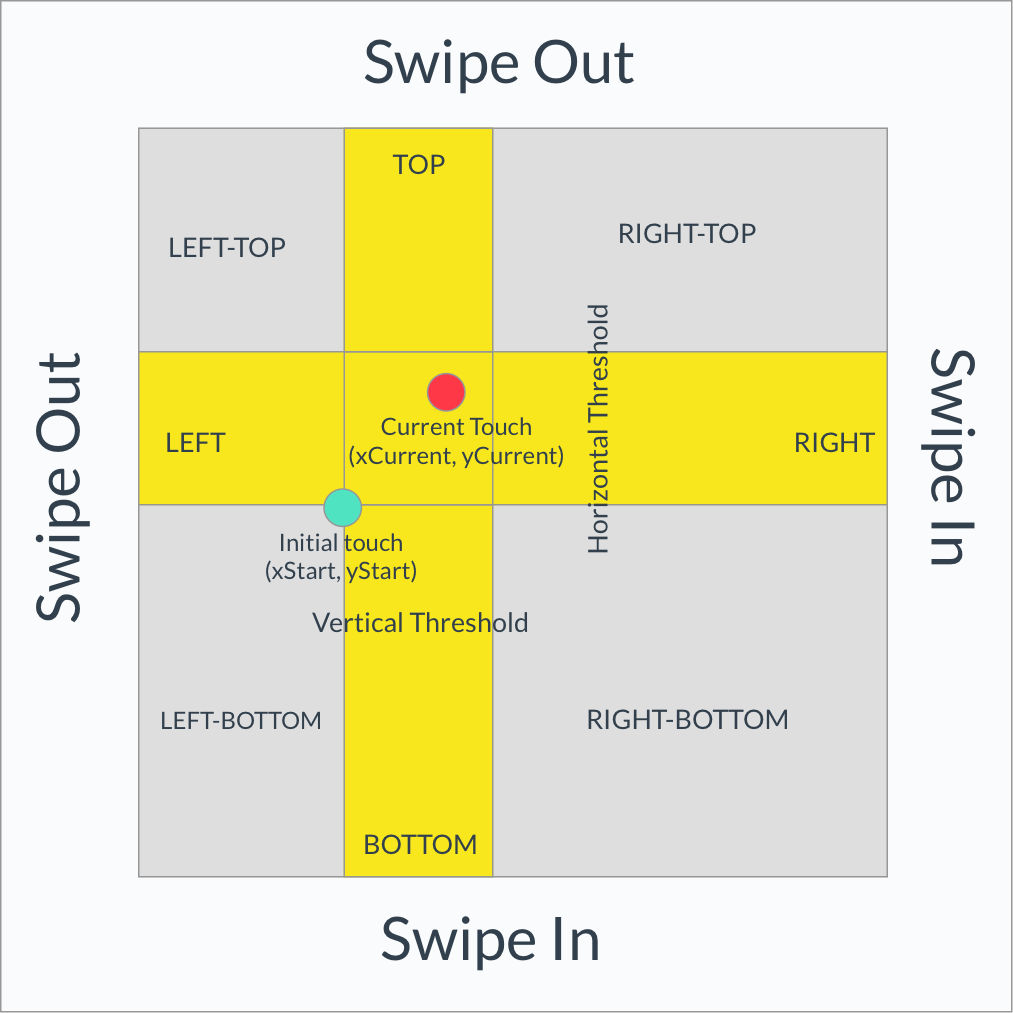 Swipe Out
TOP
LEFT-TOP
RIGHT-TOP
Swipe Out
Horizontal Threshold
Swipe In
LEFT
Current Touch
(xCurrent, yCurrent)
RIGHT
Initial touch
(xStart, yStart)
Vertical Threshold
LEFT-BOTTOM
RIGHT-BOTTOM
BOTTOM
Swipe In